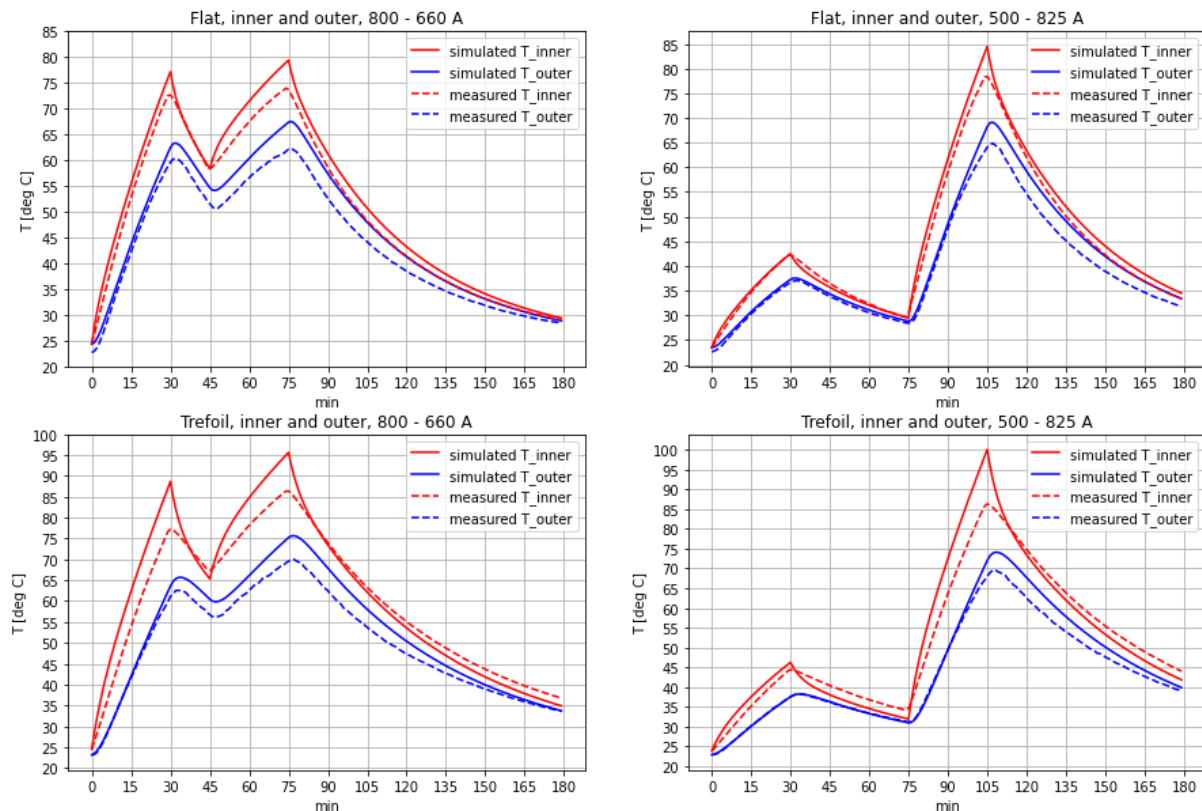 Flat, inner and outer, 800 - 660 A
85
80
75
70
65
60
55
50
45
40
35
30
25
20
T [deg C]
simulated T_inner
simulated T_outer
measured T_inner
measured T_outer
0 15 30 45 60 75 90 105 120 135 150 165 180
min
Flat, inner and outer, 500 - 825 A
85
80
75
70
65
60
55
50
45
40
35
30
25
20
T [deg C]
simulated T_inner
simulated T_outer
measured T_inner
measured T_outer
0 15 30 45 60 75 90 105 120 135 150 165 180
min
Trefoil, inner and outer, 800 - 660 A
100
95
90
85
80
75
70
65
60
55
50
45
40
35
30
25
20
T [deg C]
simulated T_inner
simulated T_outer
measured T_inner
measured T_outer
0 15 30 45 60 75 90 105 120 135 150 165 180
min
Trefoil, inner and outer, 500 - 825 A
100
95
90
85
80
75
70
65
60
55
50
45
40
35
30
25
20
T [deg C]
simulated T_inner
simulated T_outer
measured T_inner
measured T_outer
0 15 30 45 60 75 90 105 120 135 150 165 180
min